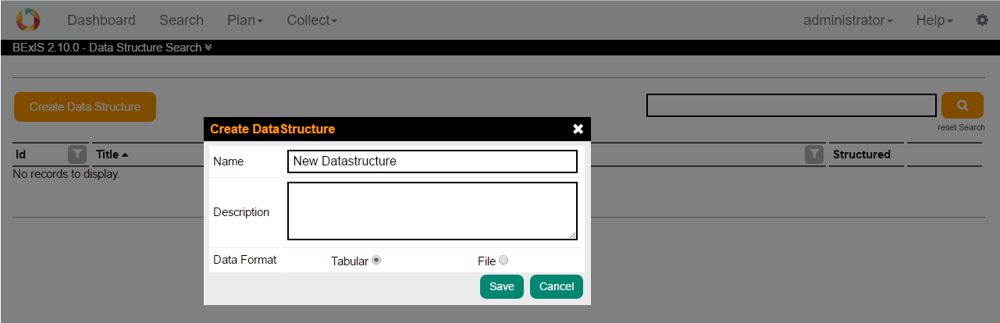 Dashboard Search Plan Collect administrator Help
BExIS 2.10.0 - Data Structure Search
Create Data Structure
reset Search
Create DataStructure
Id Title Structured
No records to display.
Name New Datastructure
Description
Data Format Tabular File
Save Cancel